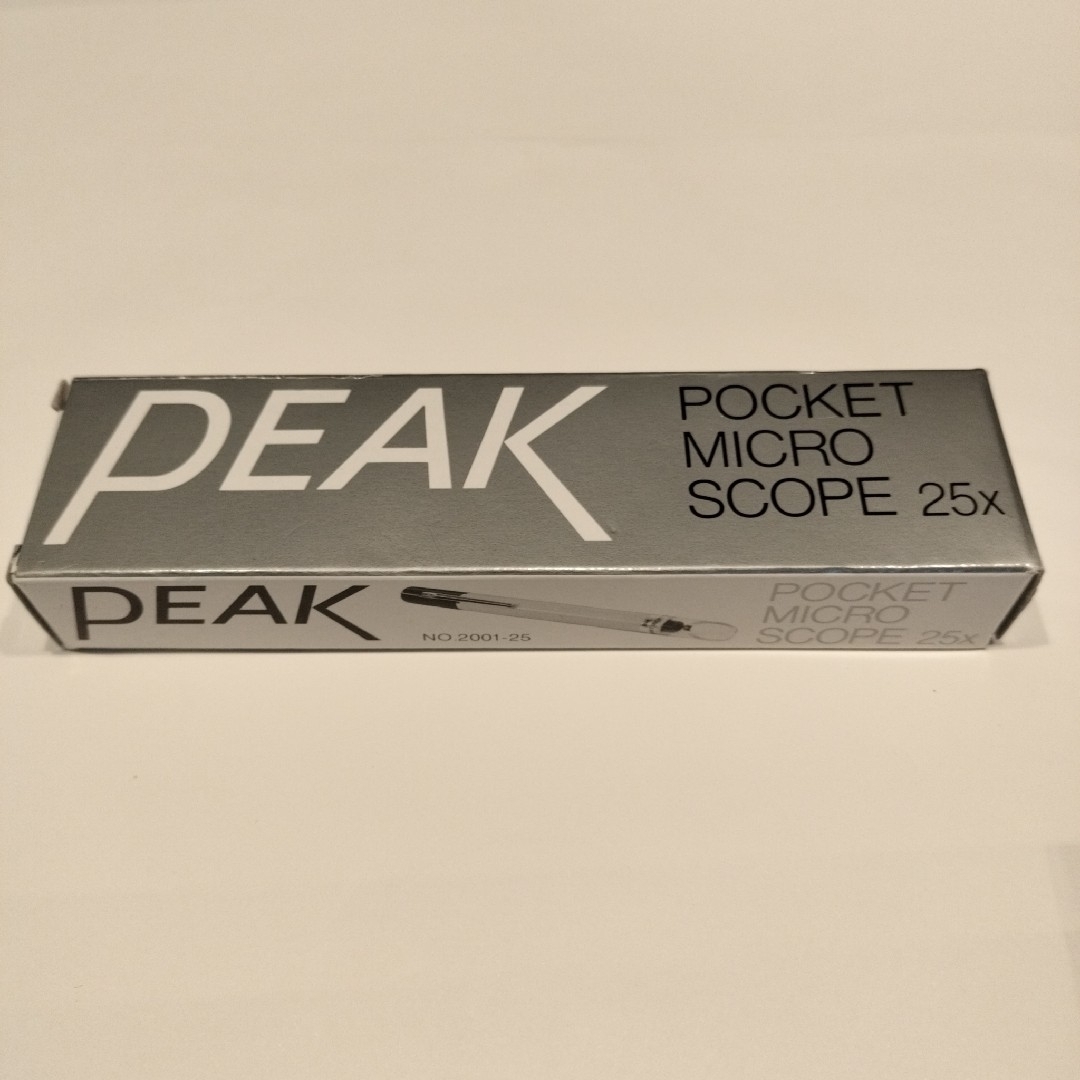 PEAK
POCKET
MICRO
SCOPE 25x
PEAK
NO.2001-25
POCKET
MICRO
SCOPE 25x